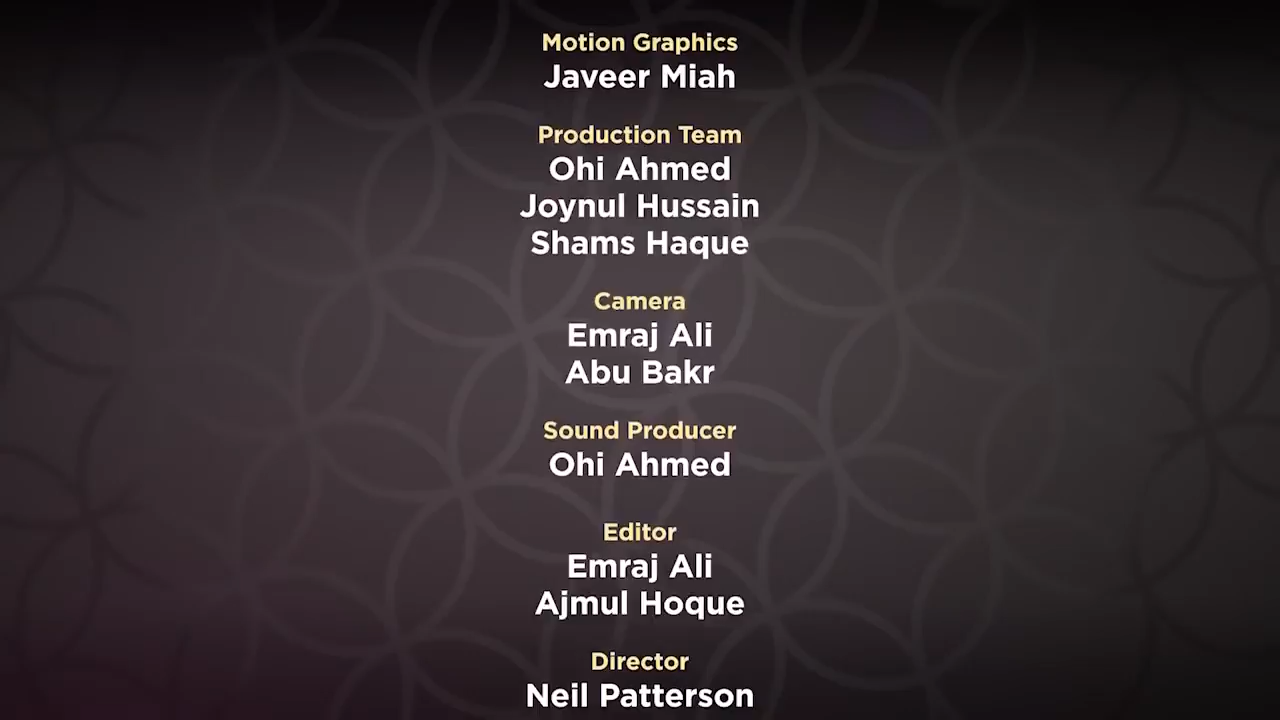 Motion Graphics
Javeer Miah
Production Team
Ohi Ahmed
Joynul Hussain
Shams Haque
Camera
Emraj Ali
Abu Bakr
Sound Producer
Ohi Ahmed
Editor
Emraj Ali
Ajmul Hoque
Director
Neil Patterson